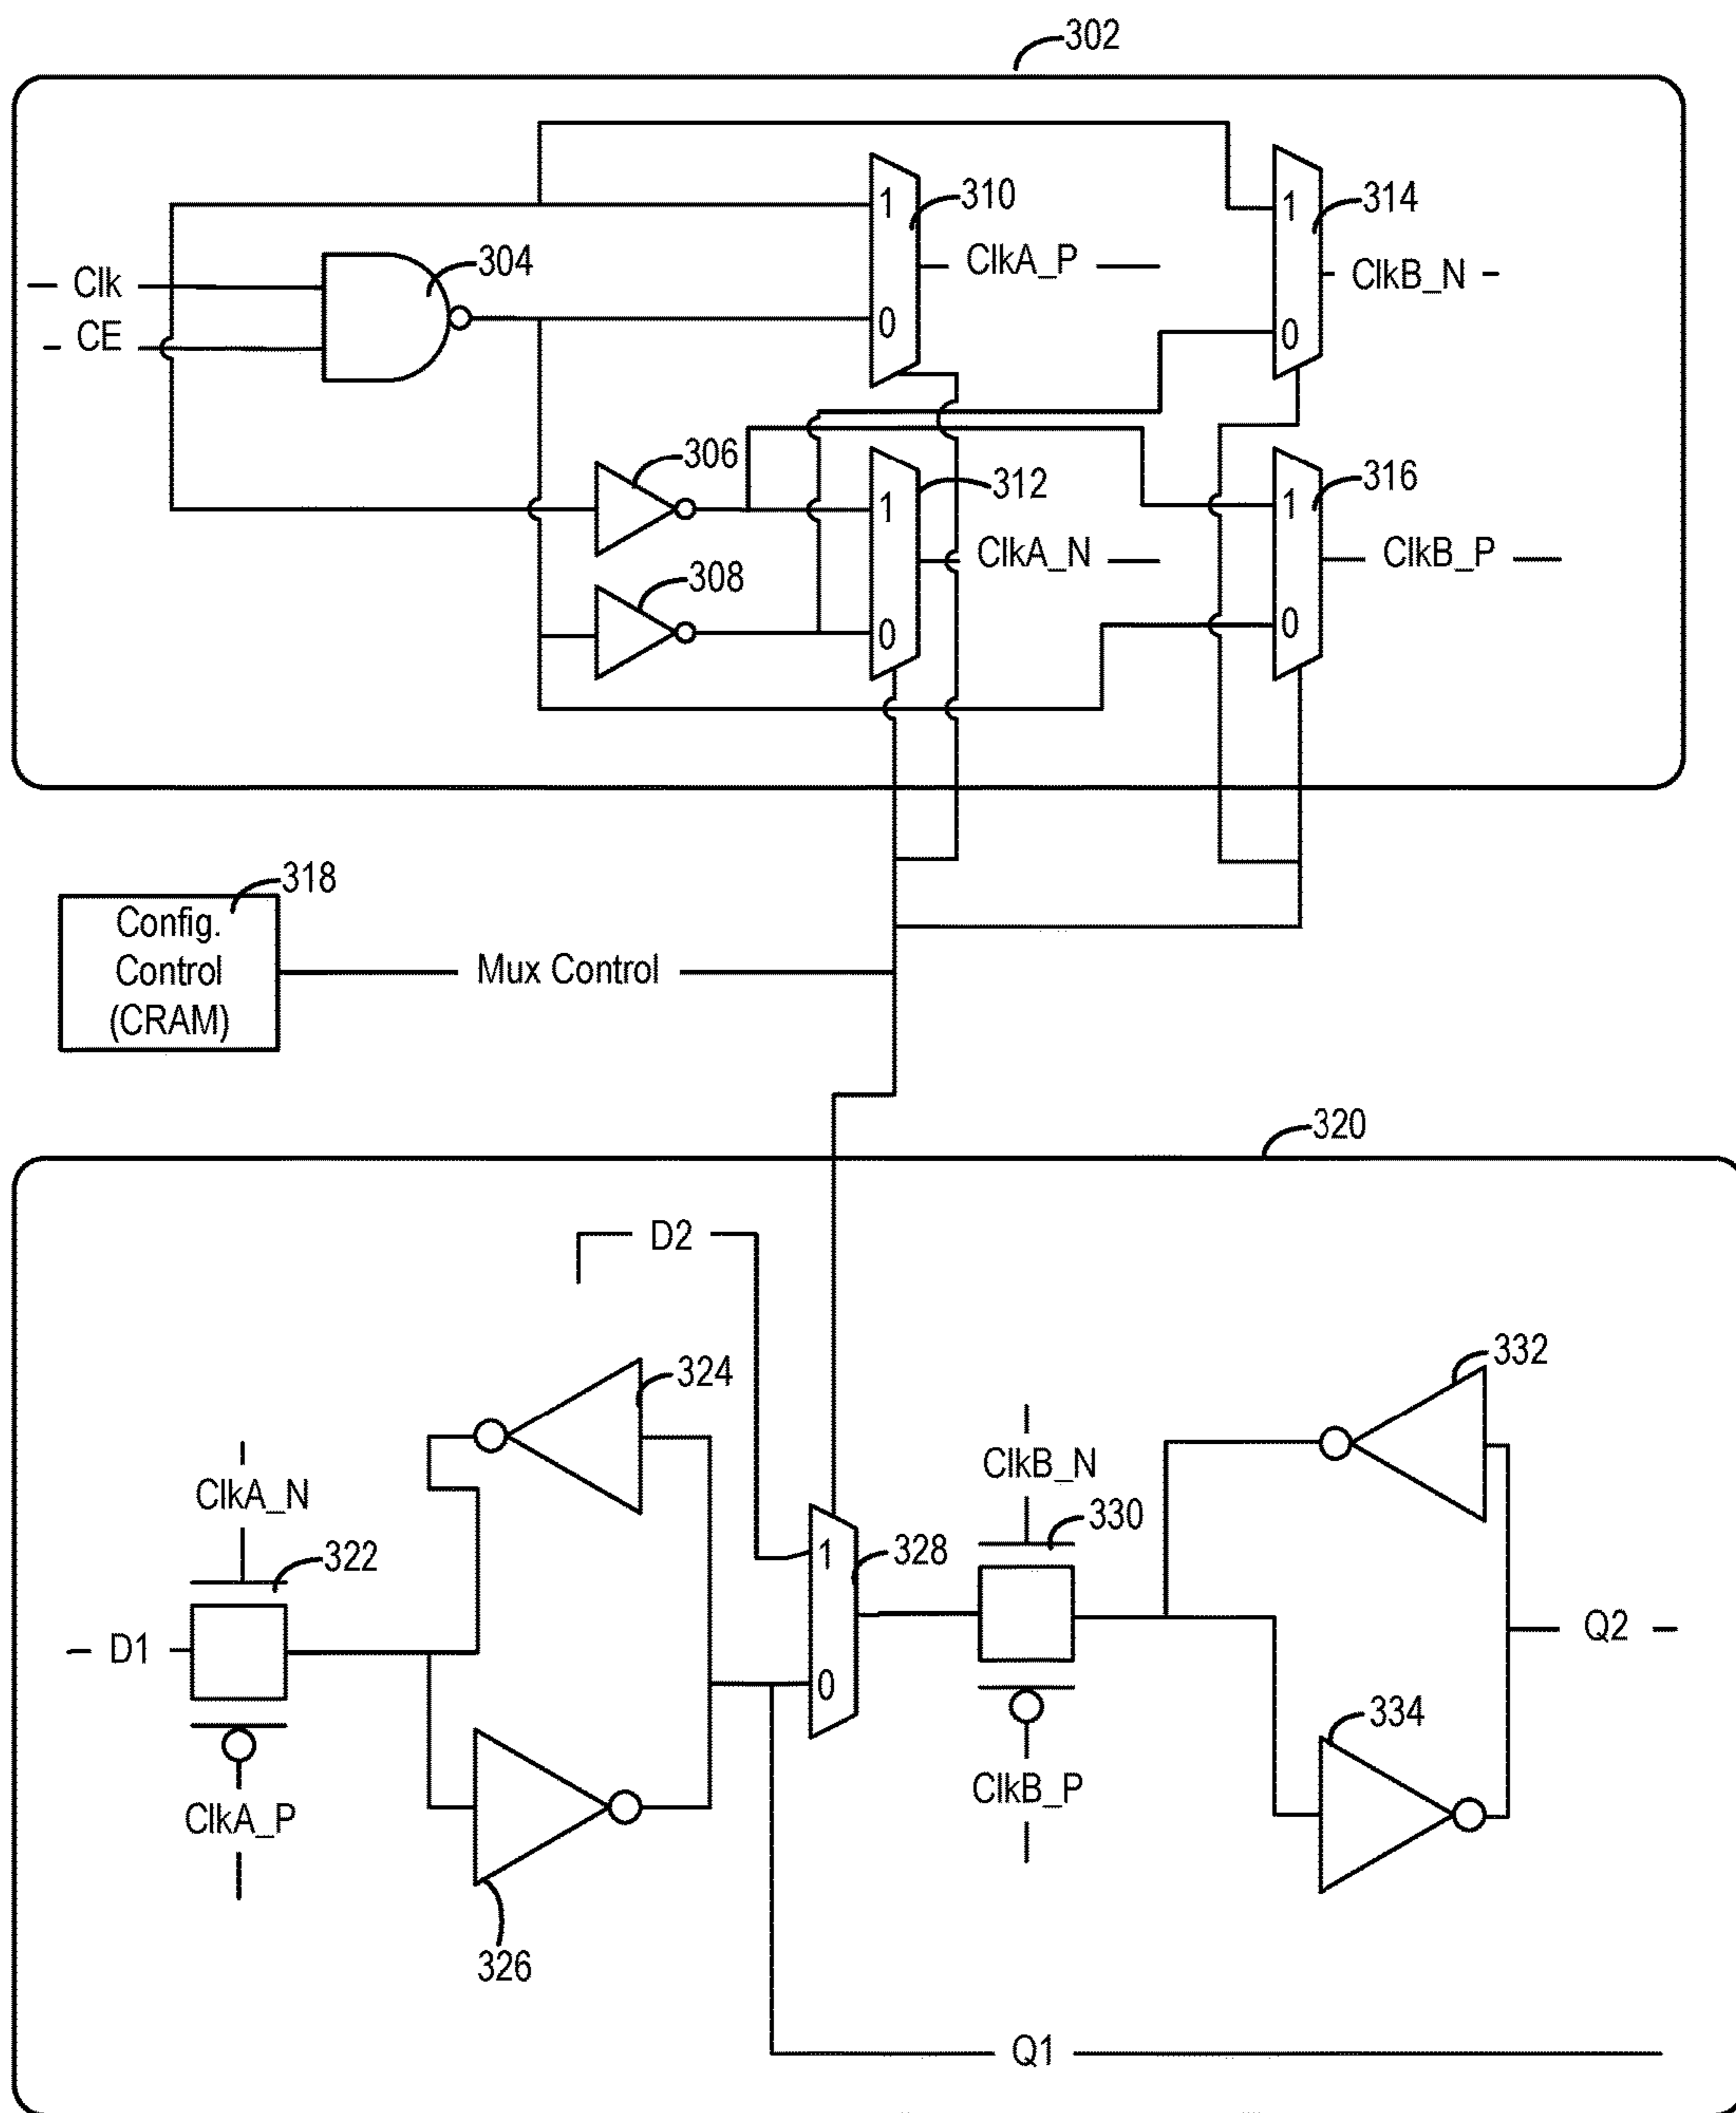 302
1
310
1
314
Clk
304
ClkA_P
ClkB_N
CE
0
0
306
312
316
1
1
ClkA_N
ClkB_P
308
0
0
318
Config.
Control
(CRAM)
Mux Control
320
D2
324
332
ClkA_N
ClkB_N
322
330
1
328
D1
Q2
0
334
ClkA_P
ClkB_P
326
Q1